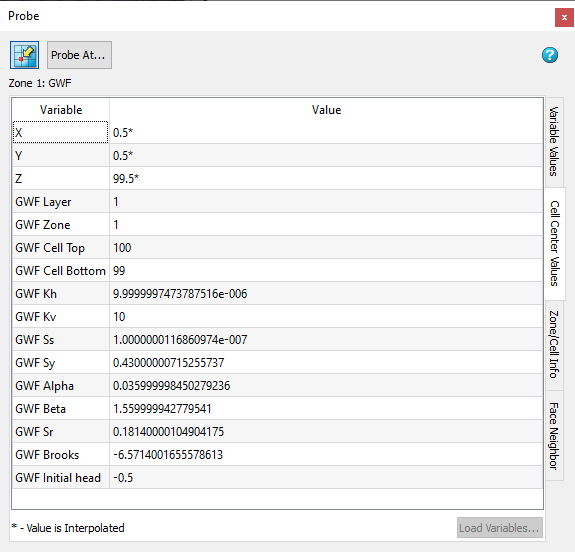 Probe
x
Probe At...
?
Zone 1: GWF
Variable Value
X 0.5*
Y 0.5*
Z 99.5*
GWF Layer 1
GWF Zone 1
GWF Cell Top 100
GWF Cell Bottom 99
GWF Kh 9.9999997473787516e-006
GWF Kv 10
GWF Ss 1.0000000116860974e-007
GWF Sy 0.43000000715255737
GWF Alpha 0.035999998450279236
GWF Beta 1.559999942779541
GWF Sr 0.18140000104904175
GWF Brooks -6.5714001655578613
GWF Initial head -0.5
Variable Values
Cell Center Values
Zone/Cell Info
Face Neighbor
* - Value is Interpolated
Load Variables...